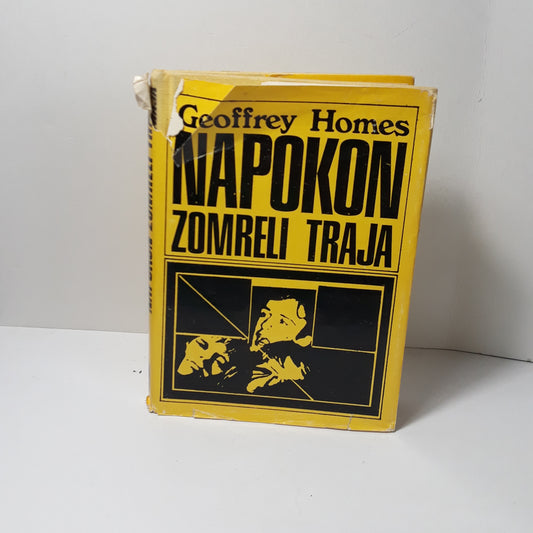 Geoffrey Homes
NAPOKON
ZOMRELI TRAJA